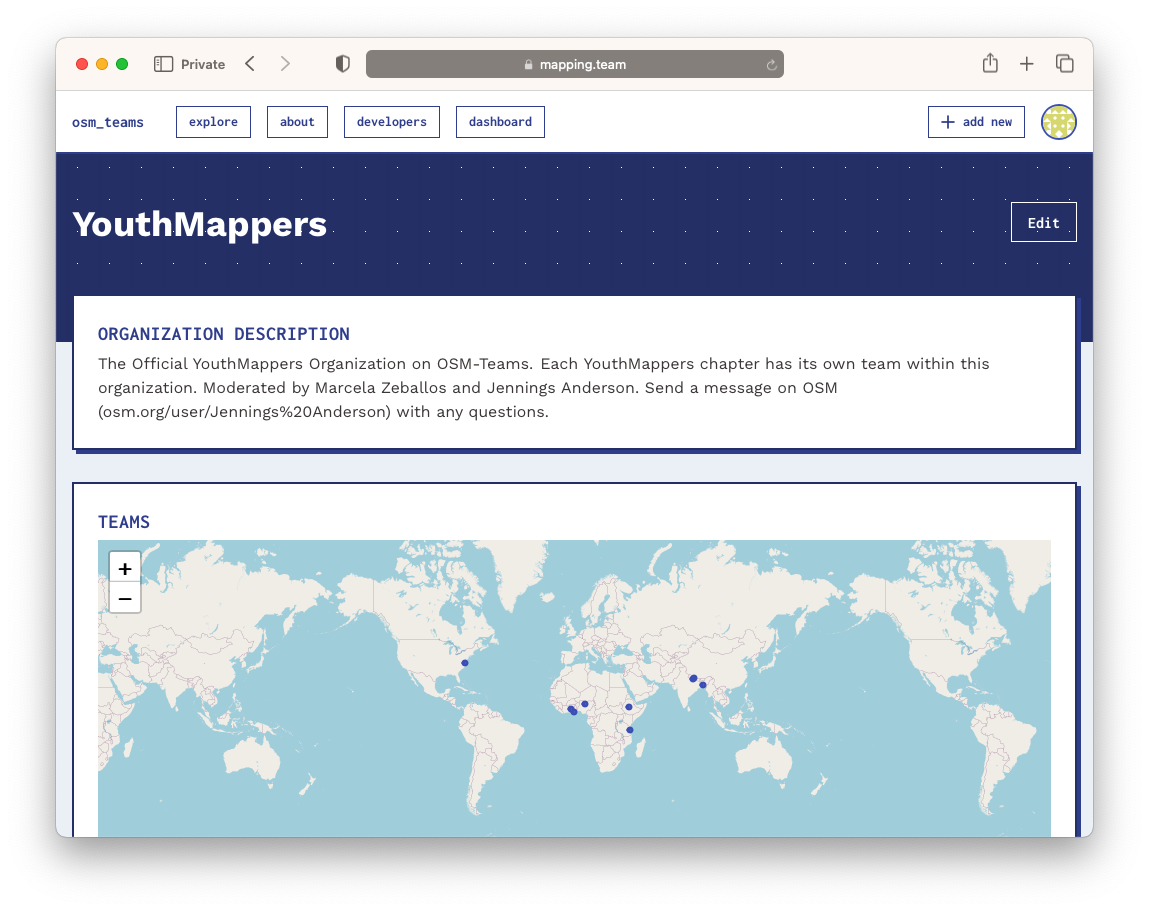 Private
mapping.team
osm_teams
explore
about
developers
dashboard
+ add new
YouthMappers
Edit
ORGANIZATION DESCRIPTION
The Official YouthMappers Organization on OSM-Teams. Each YouthMappers chapter has its own team within this
organization. Moderated by Marcela Zeballos and Jennings Anderson. Send a message on OSM
(osm.org/user/Jennings%20Anderson) with any questions.
TEAMS
+
−